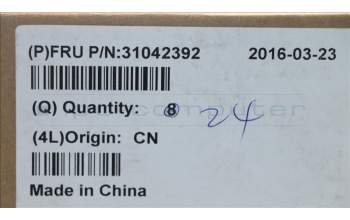 (P)FRU P/N:31042392 2016-03-23
(Q) Quantity: 8 24
(4L)Origin: CN
Made in China